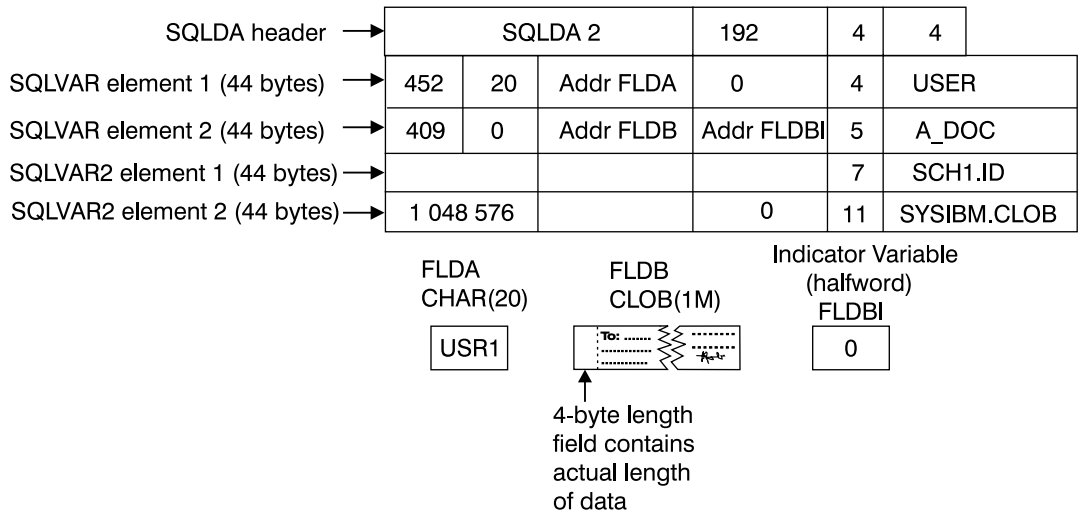 SQLDA header SQLDA 2 192 4 4
SQLVAR element 1 (44 bytes) 452 20 Addr FLDA 0 4 USER
SQLVAR element 2 (44 bytes) 409 0 Addr FLDB Addr FLDBI 5 A_DOC
SQLVAR2 element 1 (44 bytes) 7 SCH1.ID
SQLVAR2 element 2 (44 bytes) 1 048 576 0 11 SYSIBM.CLOB
FLDA
CHAR(20)
USR1
FLDB
CLOB(1M)
To:
4-byte length
field contains
actual length
of data
Indicator Variable
(halfword)
FLDBI
0